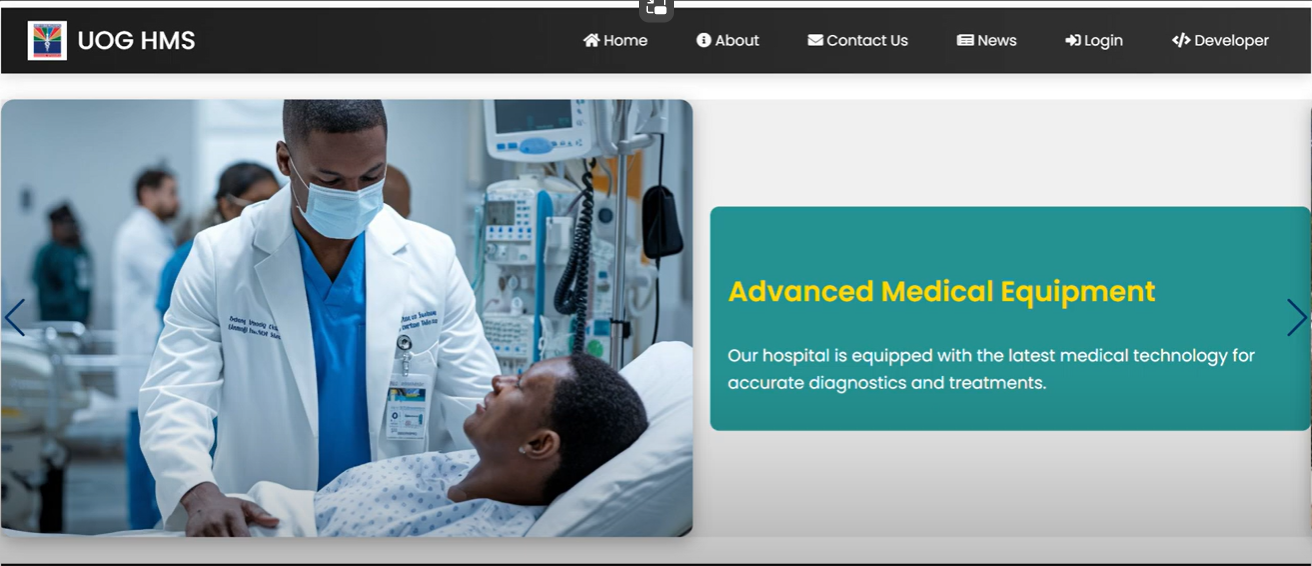 UOG HMS
Home
About
Contact Us
News
Login
Developer
Advanced Medical Equipment
Our hospital is equipped with the latest medical technology for
accurate diagnostics and treatments.